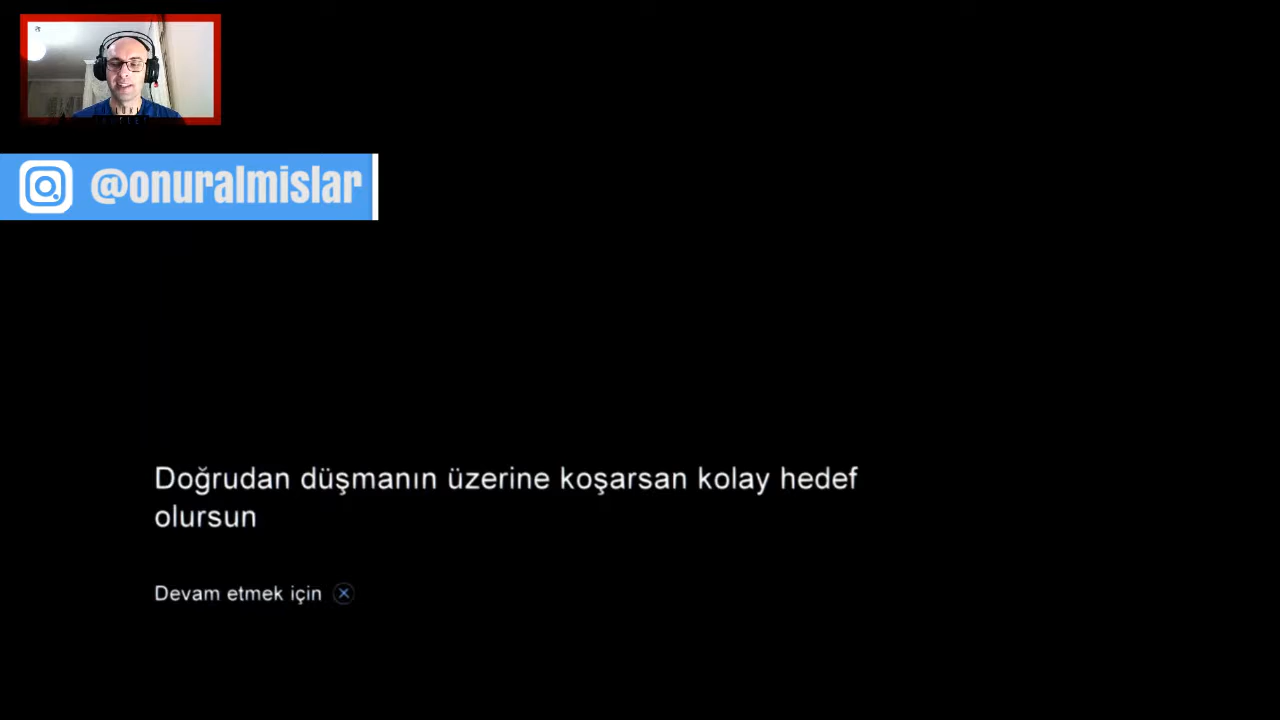 @onuralmislar
Doğrudan düşmanın üzerine koşarsan kolay hedef
olursun
Devam etmek için